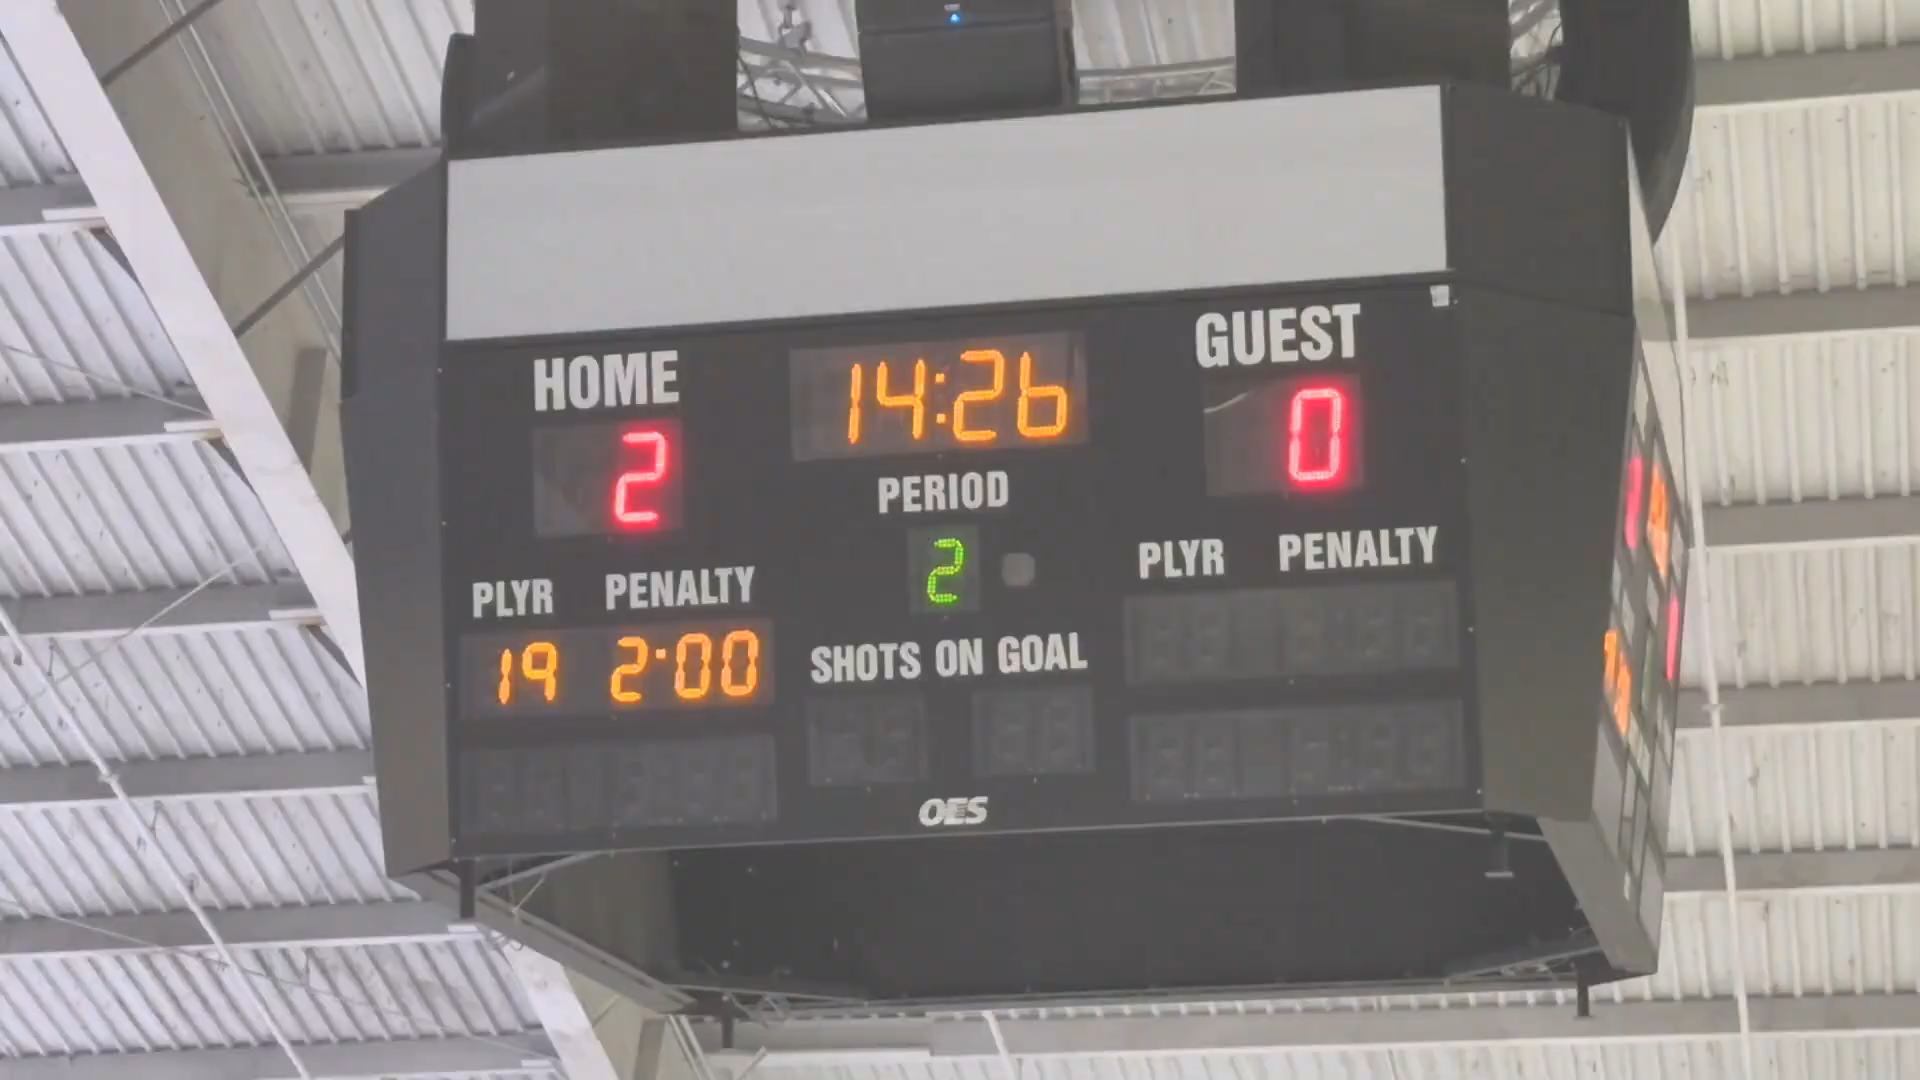 HOME 14:26 GUEST
2 0
PERIOD
2
PLYR PENALTY PLYR PENALTY
19 2:00
SHOTS ON GOAL
OES